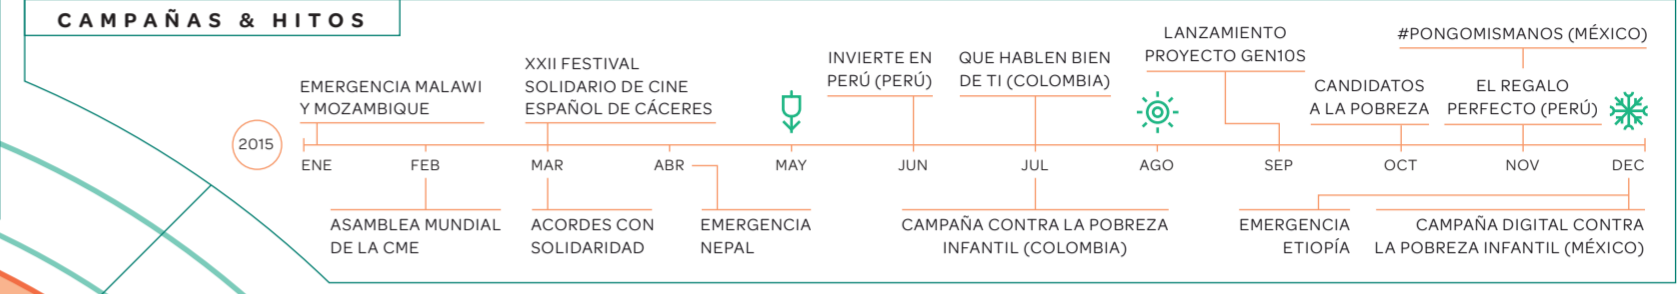 CAMPAÑAS & HITOS
2015
EMERGENCIA MALAWI
Y MOZAMBIQUE
XXII FESTIVAL
SOLIDARIO DE CINE
ESPAÑOL DE CÁCERES
INVIERTE EN
PERÚ (PERÚ)
QUE HABLEN BIEN
DE TI (COLOMBIA)
LANZAMIENTO
PROYECTO GEN10S
CANDIDATOS
A LA POBREZA
#PONGOMISMANOS (MÉXICO)
EL REGALO
PERFECTO (PERÚ)
ENE FEB MAR ABR MAY JUN JUL AGO SEP OCT NOV DEC
ASAMBLEA MUNDIAL
DE LA CME
ACORDES CON
SOLIDARIDAD
EMERGENCIA
NEPAL
CAMPAÑA CONTRA LA POBREZA
INFANTIL (COLOMBIA)
EMERGENCIA
ETIOPÍA
CAMPAÑA DIGITAL CONTRA
LA POBREZA INFANTIL (MÉXICO)